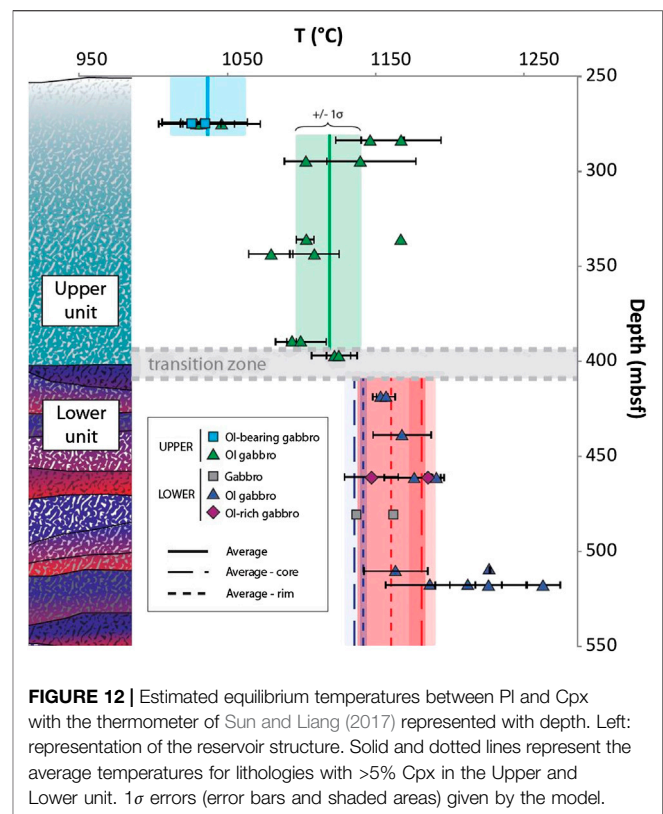 T (°C)
950 1050 1150 1250
+/- 1σ
250
300
350
400
450
500
550
Depth (mbsf)
Upper
unit
transition zone
Lower
unit
UPPER
Ol-bearing gabbro
Ol gabbro
LOWER
Gabbro
Ol gabbro
Ol-rich gabbro
Average
Average - core
Average - rim
FIGURE 12 | Estimated equilibrium temperatures between Pl and Cpx
with the thermometer of Sun and Liang (2017) represented with depth. Left:
representation of the reservoir structure. Solid and dotted lines represent the
average temperatures for lithologies with >5% Cpx in the Upper and
Lower unit. 1σ errors (error bars and shaded areas) given by the model.